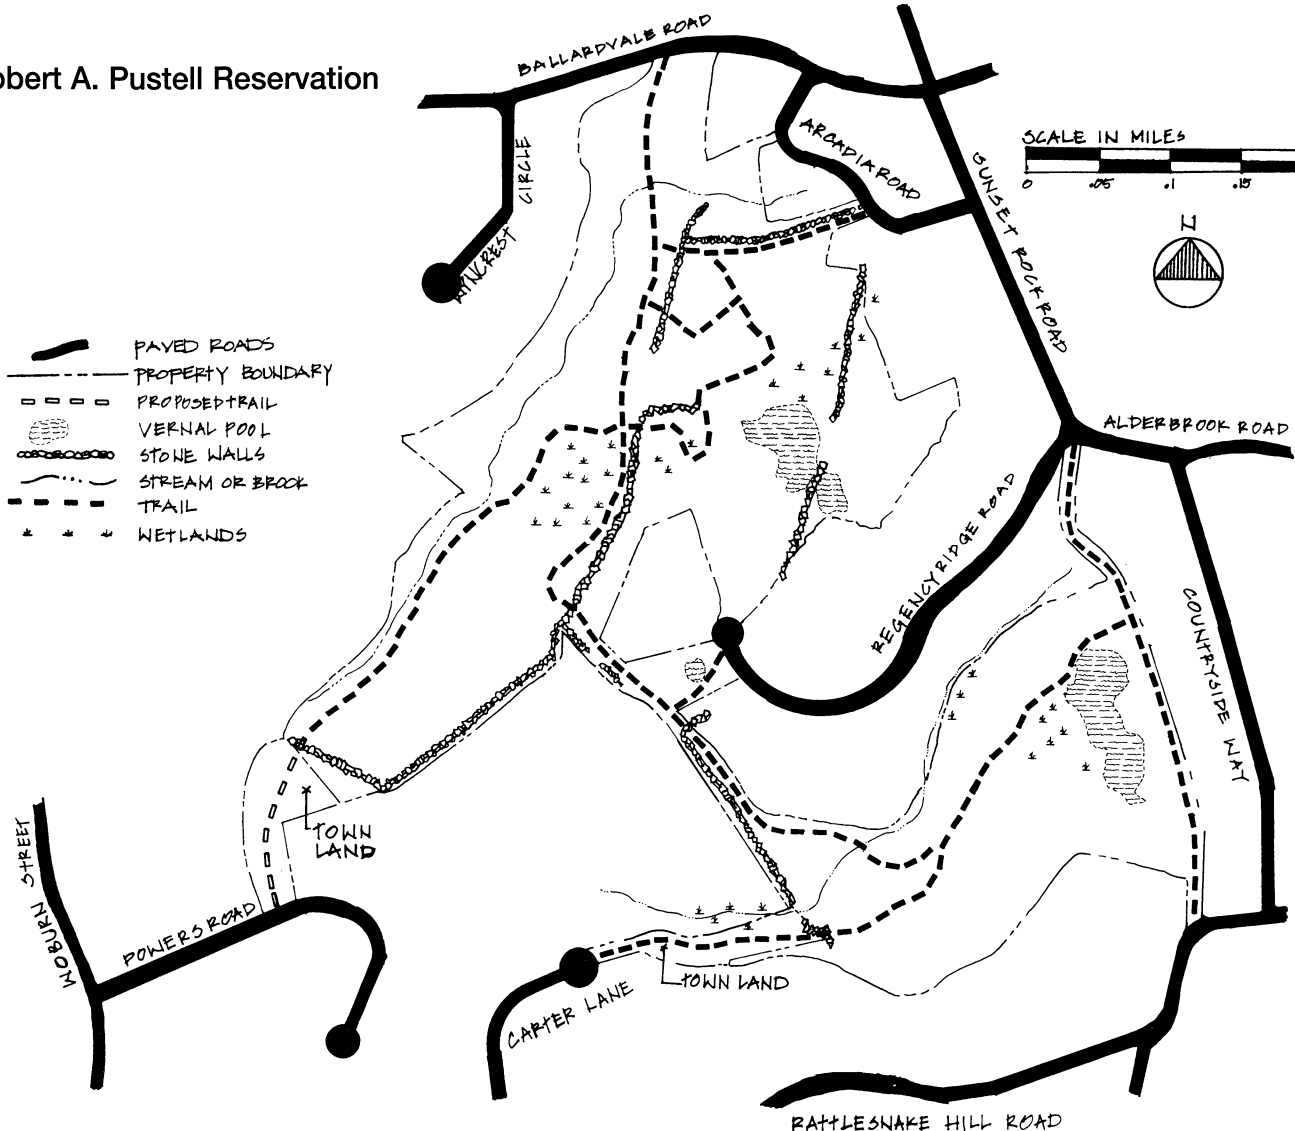 obert A. Pustell Reservation
BALLARDVALE ROAD
CIRCLE
ARCADIA ROAD
SUNSET ROCK ROAD
SCALE IN MILES
0 .05 .1 .15
N
PAVED ROADS
PROPERTY BOUNDARY
PROPOSED TRAIL
VERNAL POOL
STONE WALLS
STREAM OR BROOK
TRAIL
WETLANDS
ALDERBROOK ROAD
REGENCY RIDGE ROAD
COUNTRYSIDE WAY
TOWN
LAND
WOBURN STREET
POWERS ROAD
TOWN LAND
CARTER LANE
RATTLESNAKE HILL ROAD